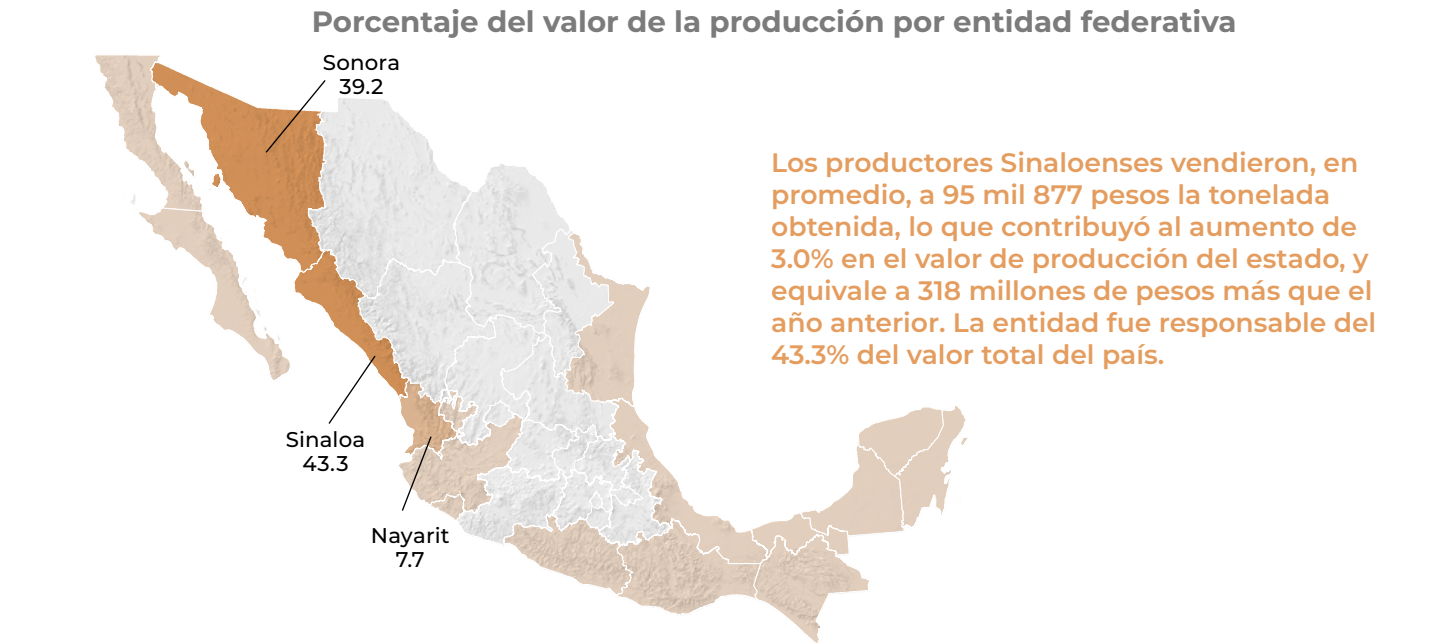 Porcentaje del valor de la producción por entidad federativa
Sonora
39.2
Los productores Sinaloenses vendieron, en
promedio, a 95 mil 877 pesos la tonelada
obtenida, lo que contribuyó al aumento de
3.0% en el valor de producción del estado, y
equivale a 318 millones de pesos más que el
año anterior. La entidad fue responsable del
43.3% del valor total del país.
Sinaloa
43.3
Nayarit
7.7